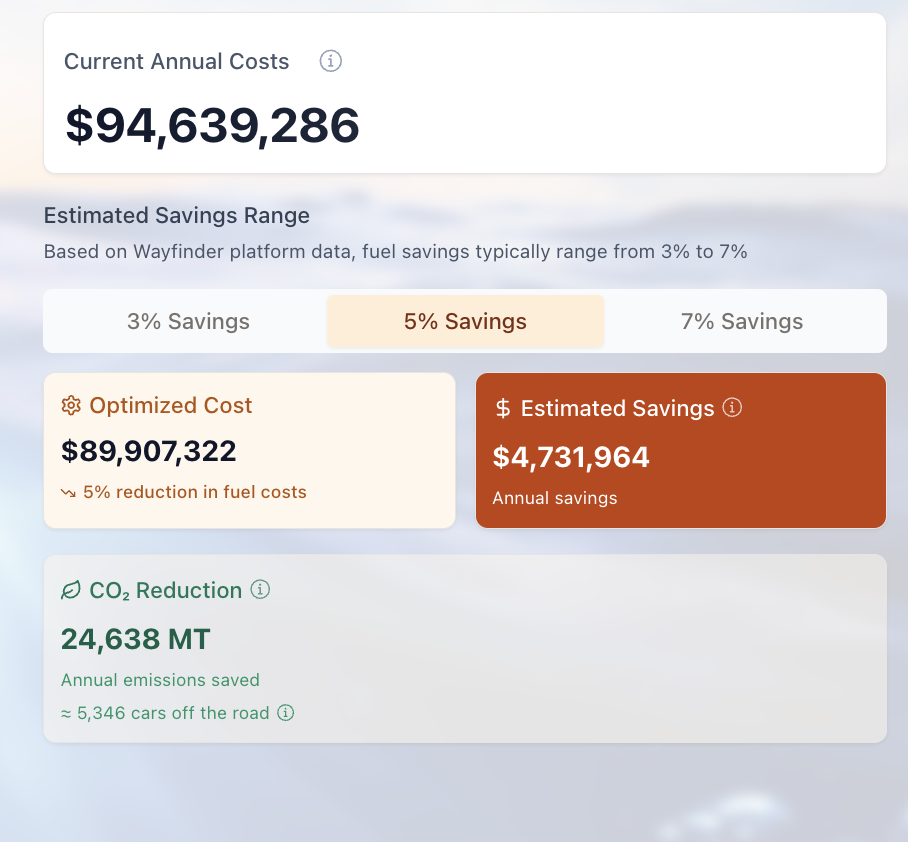 Current Annual Costs
$94,639,286
Estimated Savings Range
Based on Wayfinder platform data, fuel savings typically range from 3% to 7%
3% Savings
5% Savings
7% Savings
Optimized Cost
$89,907,322
5% reduction in fuel costs
$ Estimated Savings
$4,731,964
Annual savings
CO₂ Reduction
24,638 MT
Annual emissions saved
≈ 5,346 cars off the road